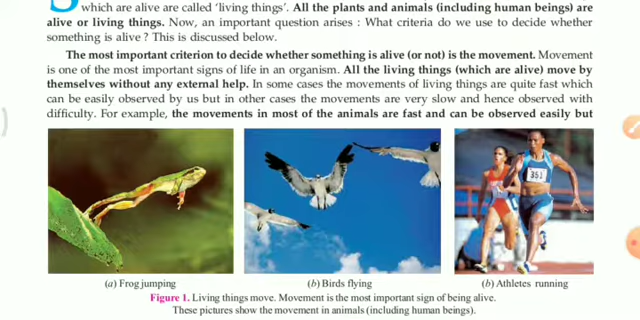 which are alive are called 'living things'. All the plants and animals (including human beings) are
alive or living things. Now, an important question arises : What criteria do we use to decide whether
something is alive ? This is discussed below.
The most important criterion to decide whether something is alive (or not) is the movement. Movement
is one of the most important signs of life in an organism. All the living things (which are alive) move by
themselves without any external help. In some cases the movements of living things are quite fast which
can be easily observed by us but in other cases the movements are very slow and hence observed with
difficulty. For example, the movements in most of the animals are fast and can be observed easily but
351
(a) Frog jumping
(b) Birds flying
(b) Athletes running
Figure 1. Living things move. Movement is the most important sign of being alive.
These pictures show the movement in animals (including human beings).